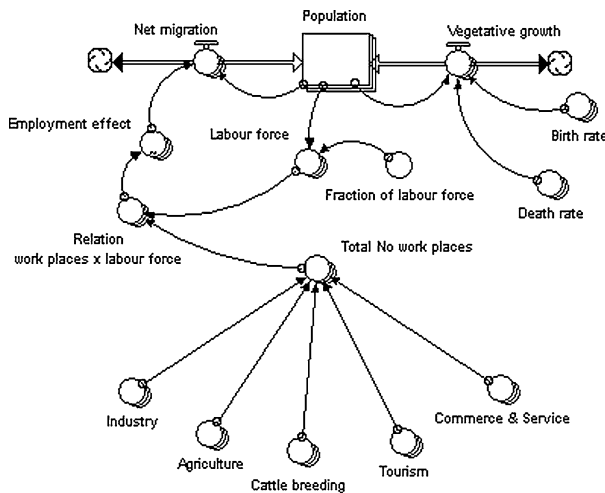 Population
Net migration
Vegetative growth
Employment effect
Labour force
Birth rate
Fraction of labour force
Death rate
Relation
work places x labour force
Total No work places
Industry
Commerce & Service
Agriculture
Tourism
Cattle breeding